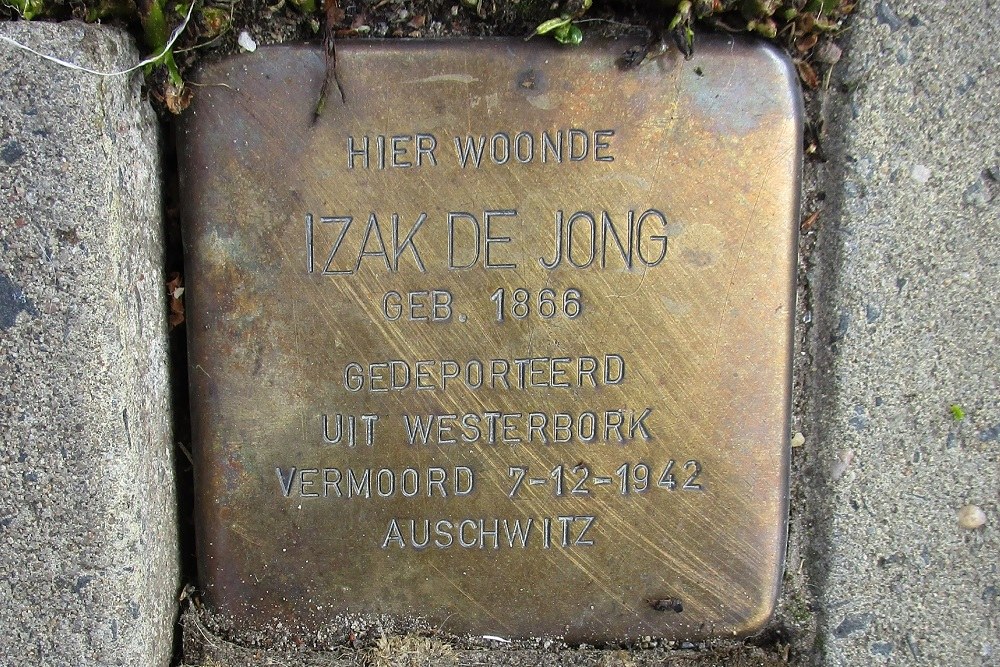 HIER WOONDE
IZAK DE JONG
GEB. 1866
GEDEPORTEERD
UIT WESTERBORK
VERMOORD 7-12-1942
AUSCHWITZ